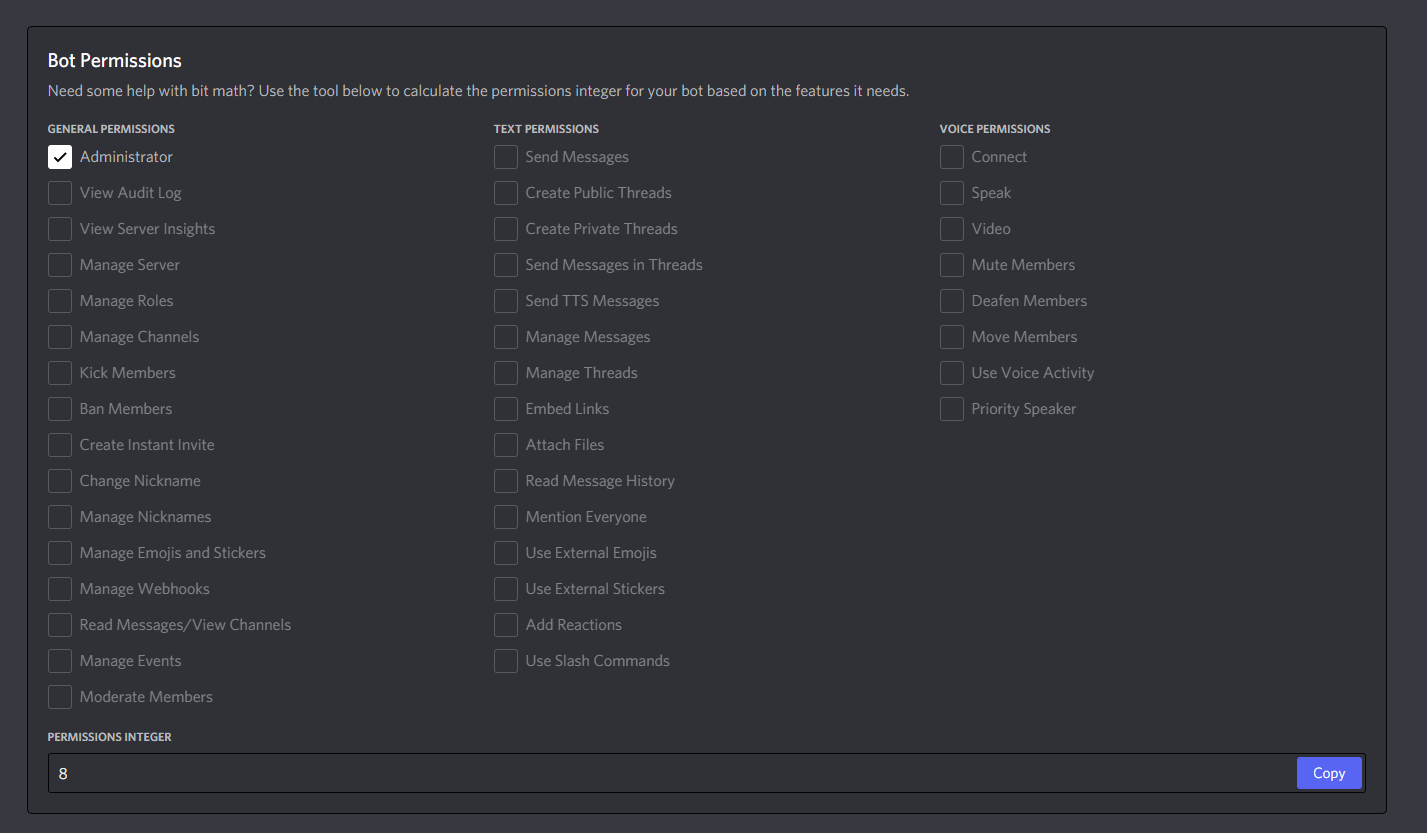 Bot Permissions
Need some help with bit math? Use the tool below to calculate the permissions integer for your bot based on the features it needs.
GENERAL PERMISSIONS
Administrator
View Audit Log
View Server Insights
Manage Server
Manage Roles
Manage Channels
Kick Members
Ban Members
Create Instant Invite
Change Nickname
Manage Nicknames
Manage Emojis and Stickers
Manage Webhooks
Read Messages/View Channels
Manage Events
Moderate Members
TEXT PERMISSIONS
Send Messages
Create Public Threads
Create Private Threads
Send Messages in Threads
Send TTS Messages
Manage Messages
Manage Threads
Embed Links
Attach Files
Read Message History
Mention Everyone
Use External Emojis
Use External Stickers
Add Reactions
Use Slash Commands
VOICE PERMISSIONS
Connect
Speak
Video
Mute Members
Deafen Members
Move Members
Use Voice Activity
Priority Speaker
PERMISSIONS INTEGER
8
Copy